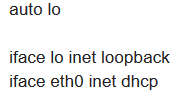 auto lo
iface lo inet loopback
iface eth0 inet dhcp